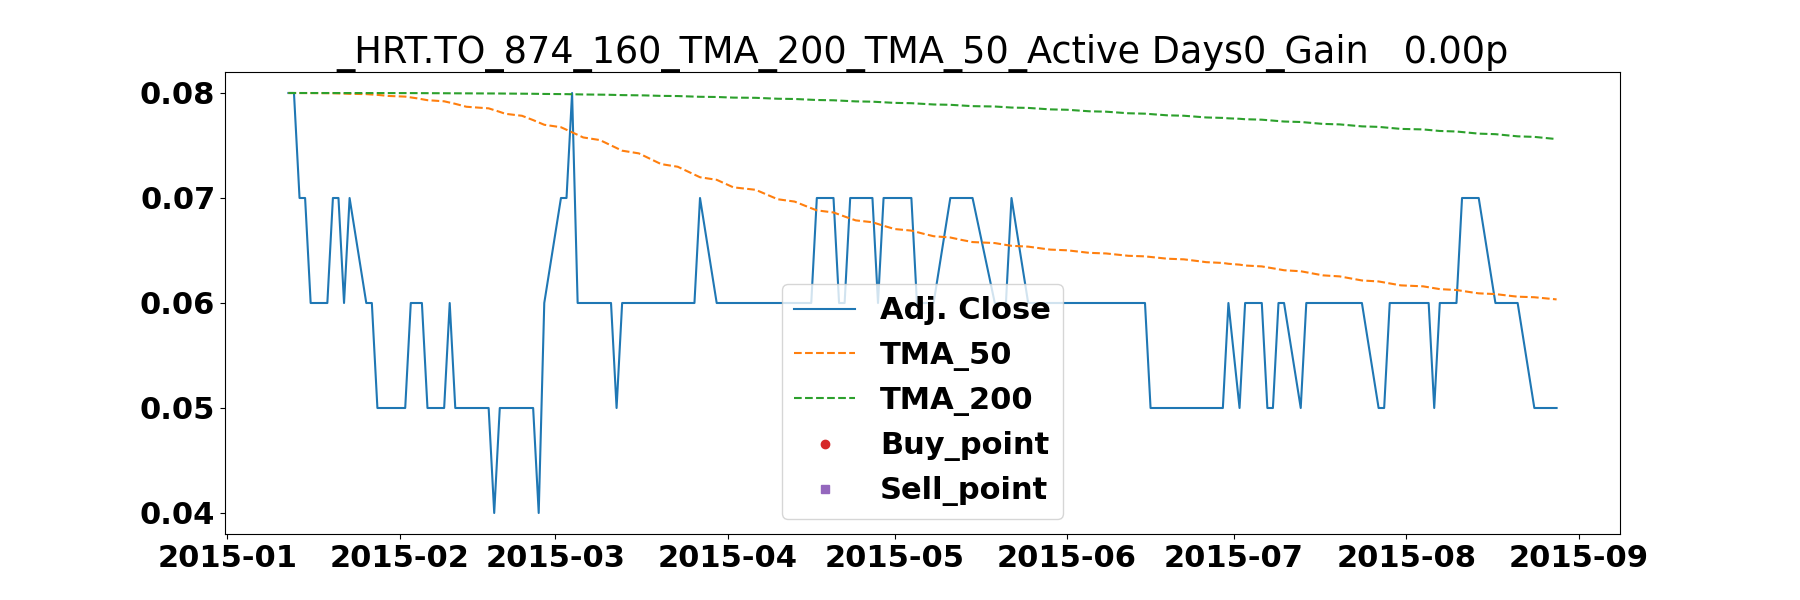 _HRT.TO_874_160_TMA_200_TMA_50_Active Days0_Gain   0.00p
0.08
0.07
0.06
0.05
0.04
Adj. Close
TMA_50
TMA_200
Buy_point
Sell_point
2015-01 2015-02 2015-03 2015-04 2015-05 2015-06 2015-07 2015-08 2015-09